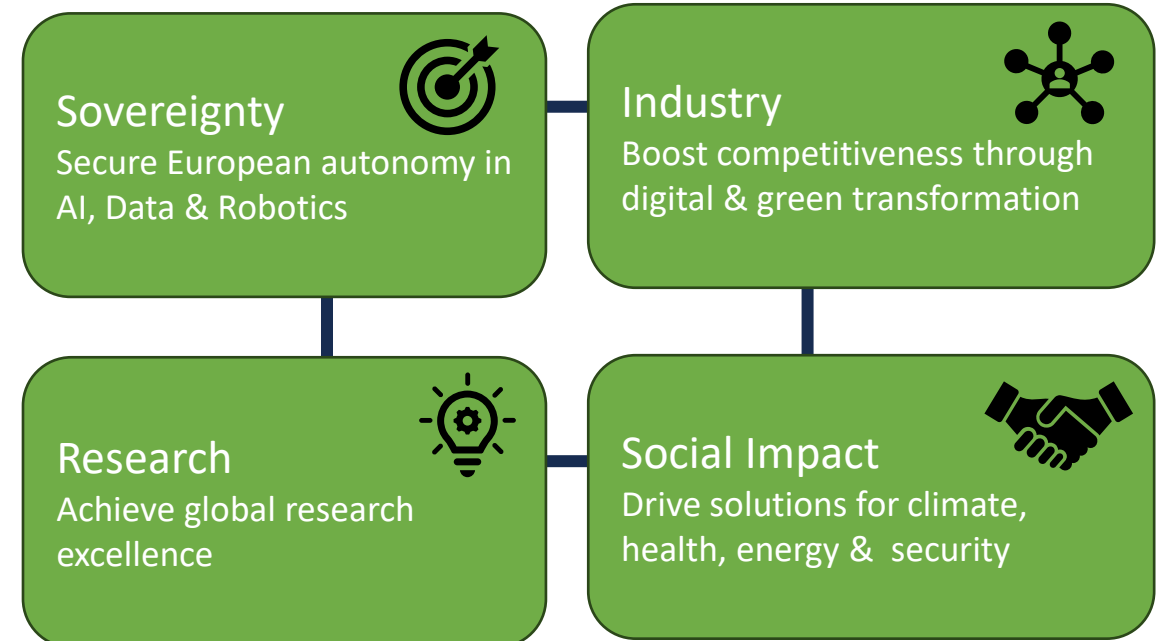 Sovereignty
Secure European autonomy in
AI, Data & Robotics
Industry
Boost competitiveness through
digital & green transformation
Research
Achieve global research
excellence
Social Impact
Drive solutions for climate,
health, energy &  security